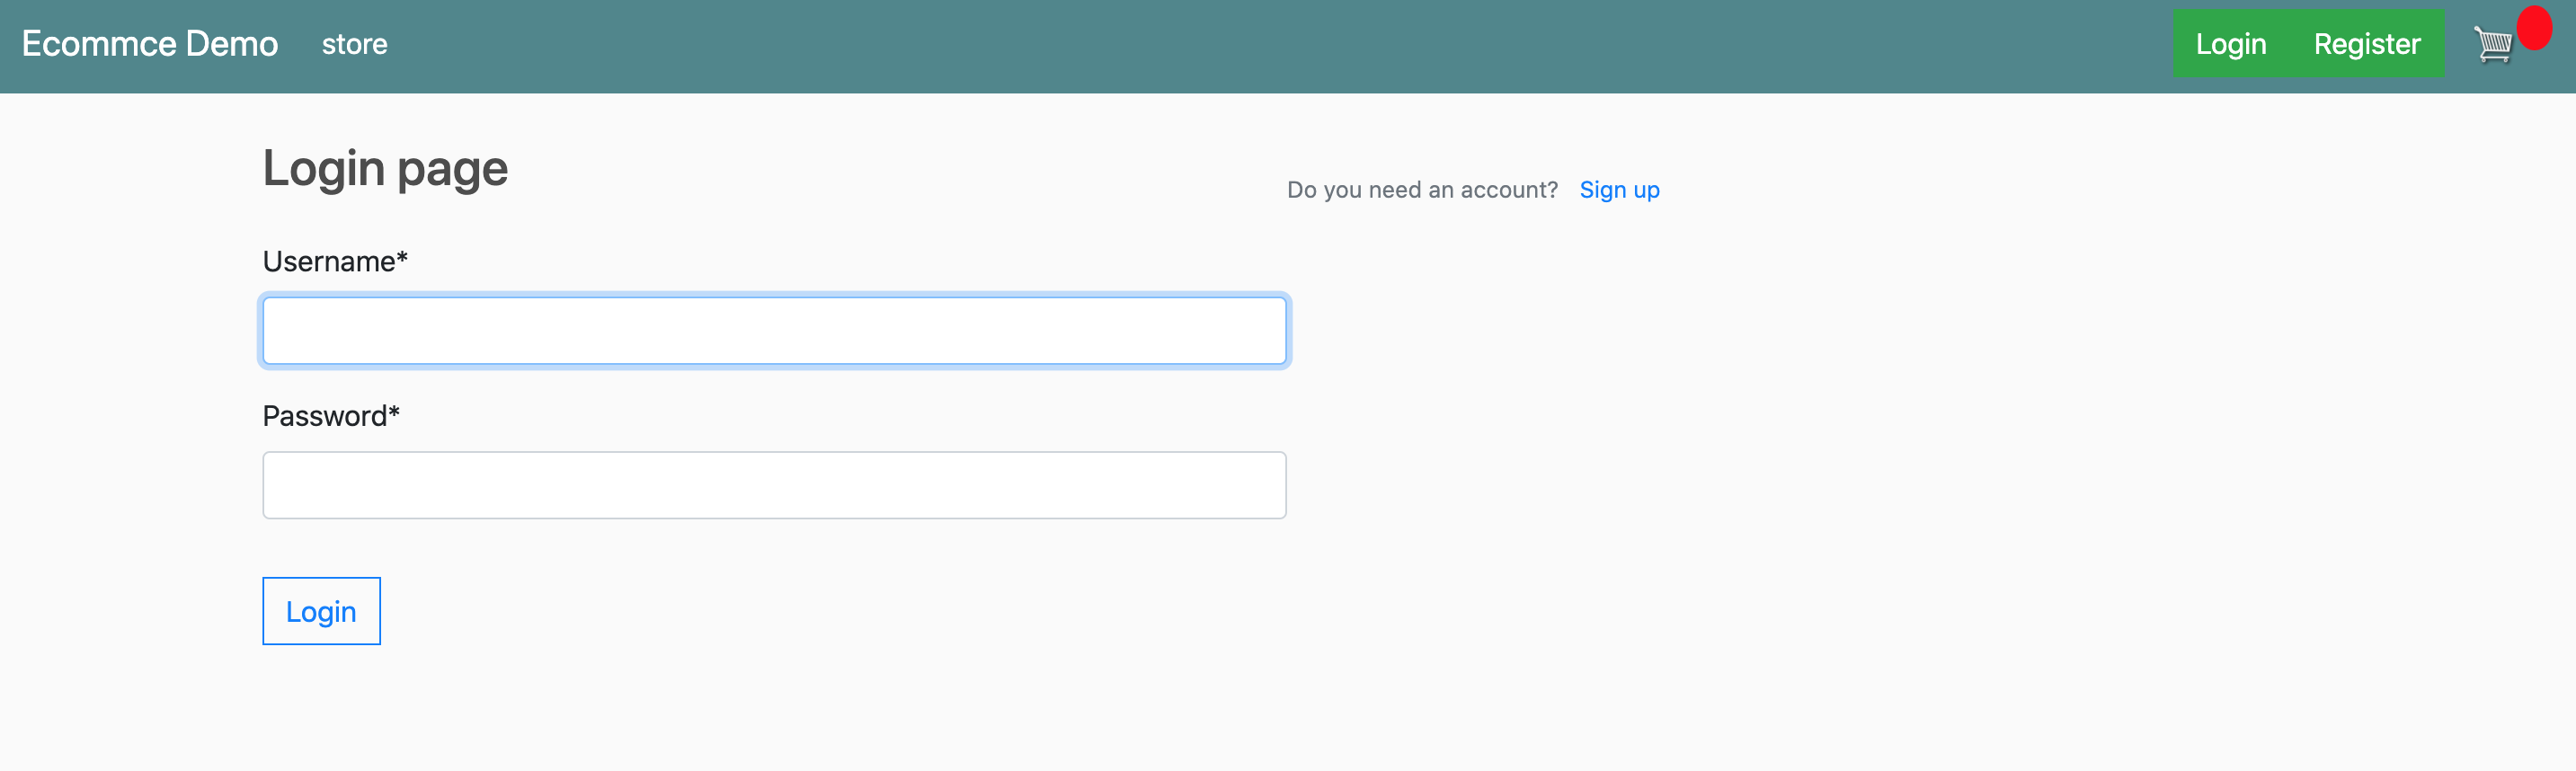 Ecommce Demo store Login Register
Login page
Do you need an account? Sign up
Username*
Password*
Login